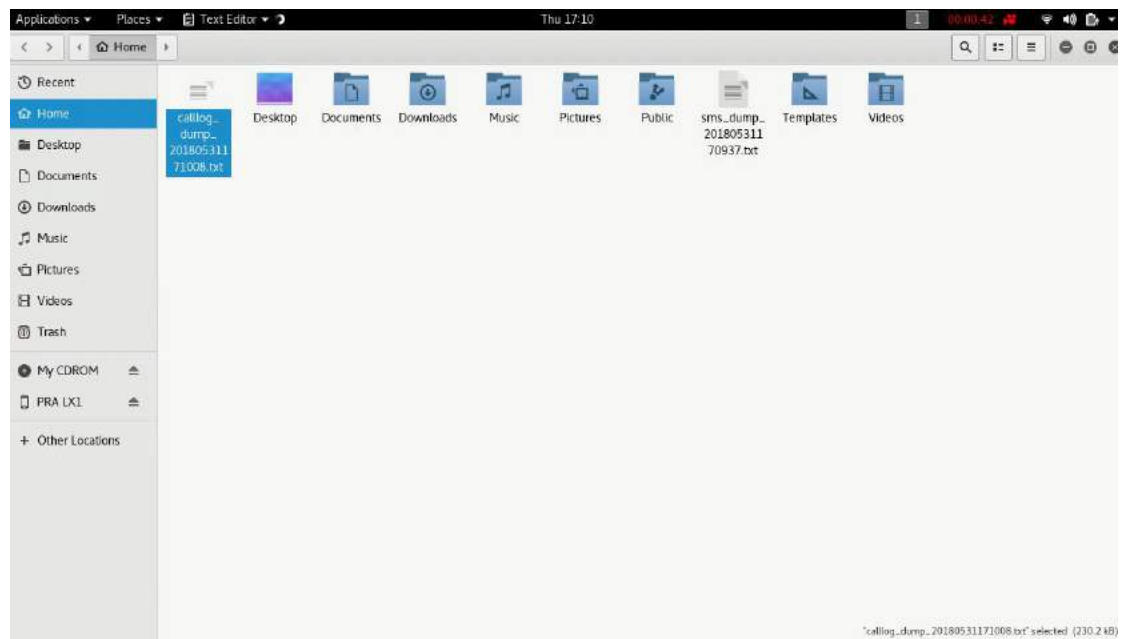 Applications Places Text Editor Thu 17:10 1 00:00:42
Home
Recent
Home
Desktop
Documents
Downloads
Music
Pictures
Videos
Trash
My CDROM
PRA LX1
+ Other Locations
calllog_
dump_
201805311
71008.txt
Desktop
Documents
Downloads
Music
Pictures
Public
sms_dump_
201805311
70937.txt
Templates
Videos
"calllog_dump_20180531171008.txt" selected (230.2 kB)